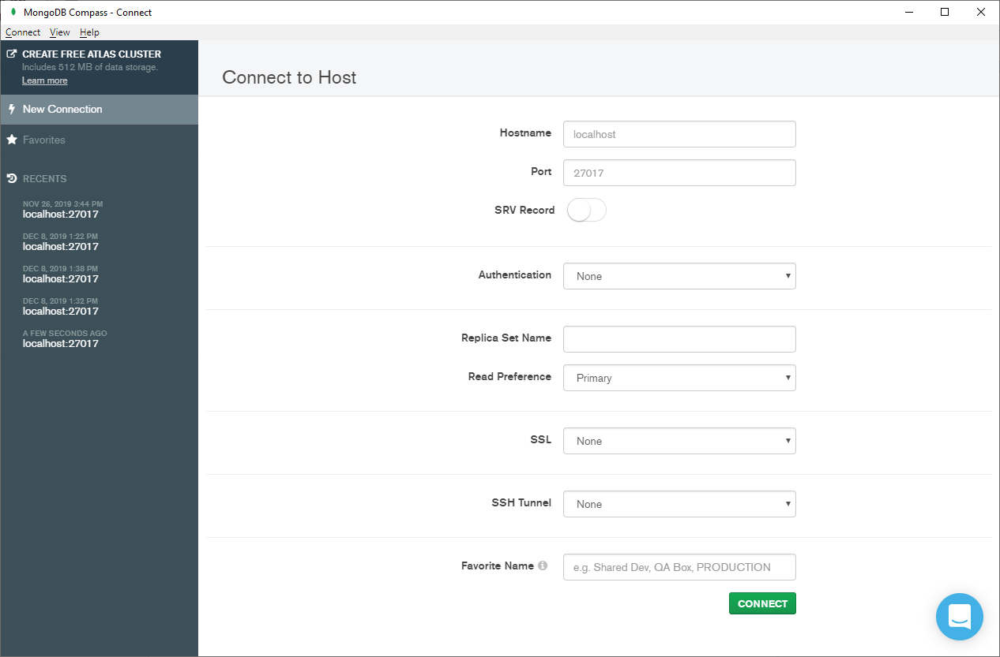 MongoDB Compass - Connect
Connect View Help
CREATE FREE ATLAS CLUSTER
Includes 512 MB of data storage.
Learn more
New Connection
Favorites
RECENTS
NOV 26, 2019 3:44 PM
localhost:27017
DEC 8, 2019 1:22 PM
localhost:27017
DEC 8, 2019 1:38 PM
localhost:27017
DEC 8, 2019 1:32 PM
localhost:27017
A FEW SECONDS AGO
localhost:27017
Connect to Host
Hostname localhost
Port 27017
SRV Record
Authentication None
Replica Set Name
Read Preference Primary
SSL None
SSH Tunnel None
Favorite Name e.g. Shared Dev, QA Box, PRODUCTION
CONNECT